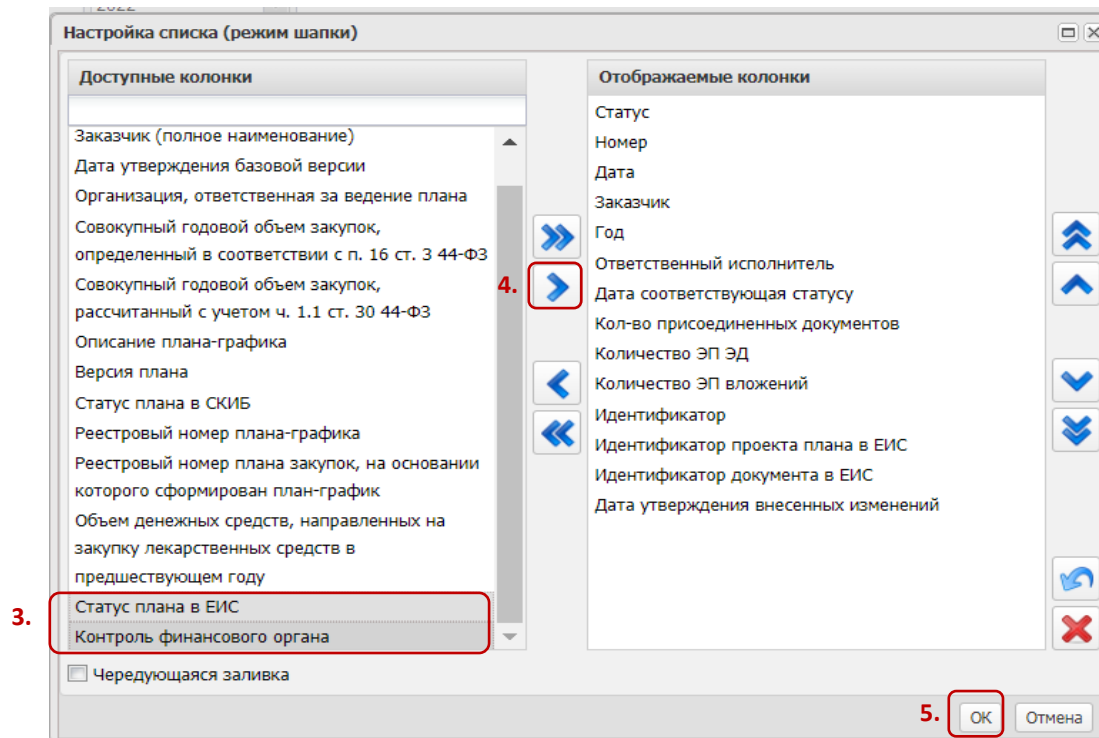 2022
Настройка списка (режим шапки)
Доступные колонки
Заказчик (полное наименование)
Дата утверждения базовой версии
Организация, ответственная за ведение плана
Совокупный годовой объем закупок,
определенный в соответствии с п. 16 ст. 3 44-ФЗ
Совокупный годовой объем закупок,
рассчитанный с учетом ч. 1.1 ст. 30 44-ФЗ
Описание плана-графика
Версия плана
Статус плана в СКИБ
Реестровый номер плана-графика
Реестровый номер плана закупок, на основании
которого сформирован план-график
Объем денежных средств, направленных на
закупку лекарственных средств в
предшествующем году
3.
Статус плана в ЕИС
Контроль финансового органа
Чередующаяся заливка
4.
Отображаемые колонки
Статус
Номер
Дата
Заказчик
Год
Ответственный исполнитель
Дата соответствующая статусу
Кол-во присоединенных документов
Количество ЭП ЭД
Количество ЭП вложений
Идентификатор
Идентификатор проекта плана в ЕИС
Идентификатор документа в ЕИС
Дата утверждения внесенных изменений
5.
ОК
Отмена